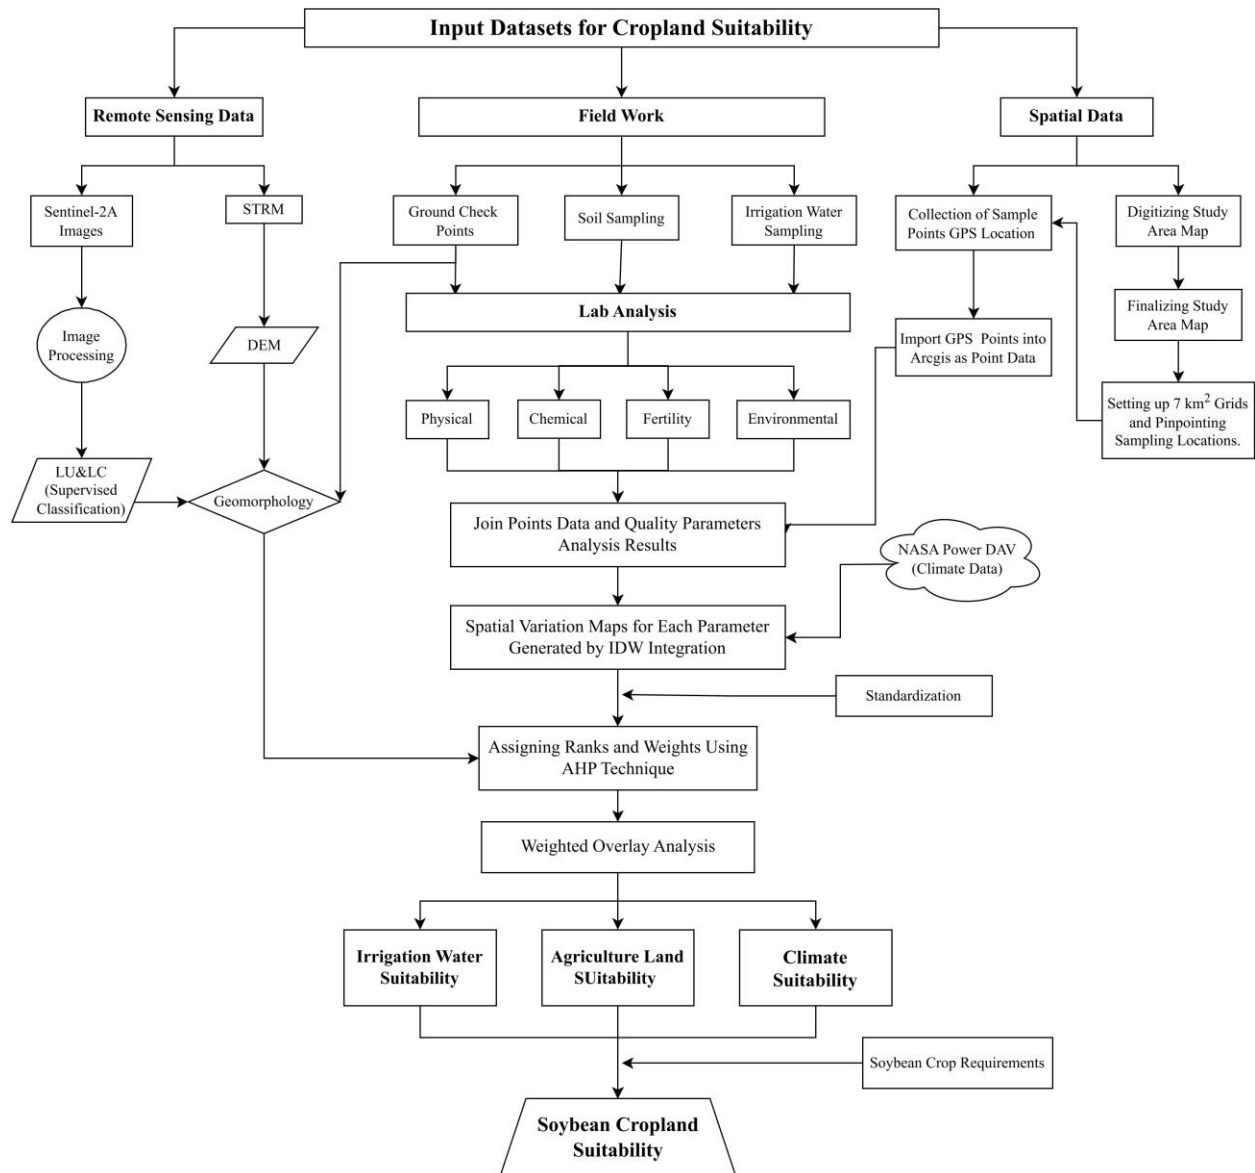 Input Datasets for Cropland Suitability
Remote Sensing Data
Field Work
Spatial Data
Sentinel-2A
Images
STRM
Ground Check
Points
Soil Sampling
Irrigation Water
Sampling
Collection of Sample
Points GPS Location
Digitizing Study
Area Map
Lab Analysis
Finalizing Study
Area Map
Image
Processing
DEM
Import GPS Points into
Arcgis as Point Data
Physical
Chemical
Fertility
Environmental
Setting up 7 km² Grids
and Pinpointing
Sampling Locations.
LU&LC
(Supervised
Classification)
Geomorphology
Join Points Data and Quality Parameters
Analysis Results
NASA Power DAV
(Climate Data)
Spatial Variation Maps for Each Parameter
Generated by IDW Integration
Standardization
Assigning Ranks and Weights Using
AHP Technique
Weighted Overlay Analysis
Irrigation Water
Suitability
Agriculture Land
SUitability
Climate
Suitability
Soybean Crop Requirements
Soybean Cropland
Suitability